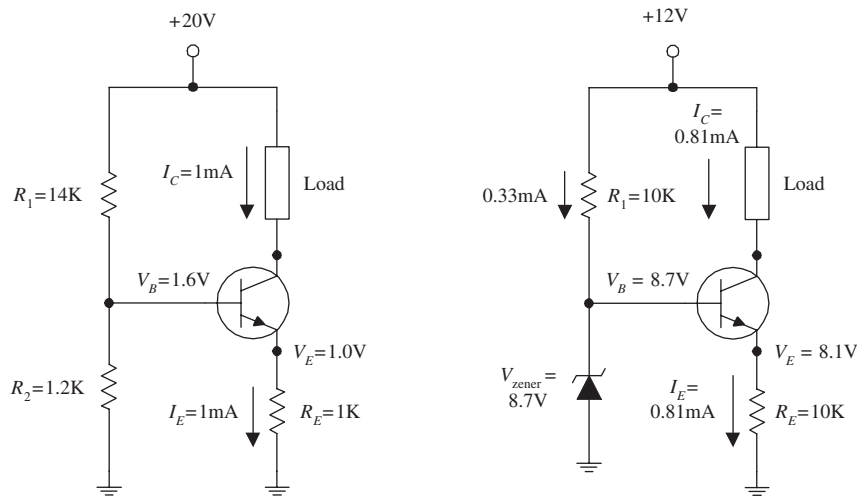 +20V
I_C=1mA
Load
R_1=14K
V_B=1.6V
V_E=1.0V
R_2=1.2K
I_E=1mA
R_E=1K
+12V
I_C=
0.81mA
0.33mA
R_1=10K
Load
V_B = 8.7V
V_E = 8.1V
V_zener=
8.7V
I_E=
0.81mA
R_E=10K